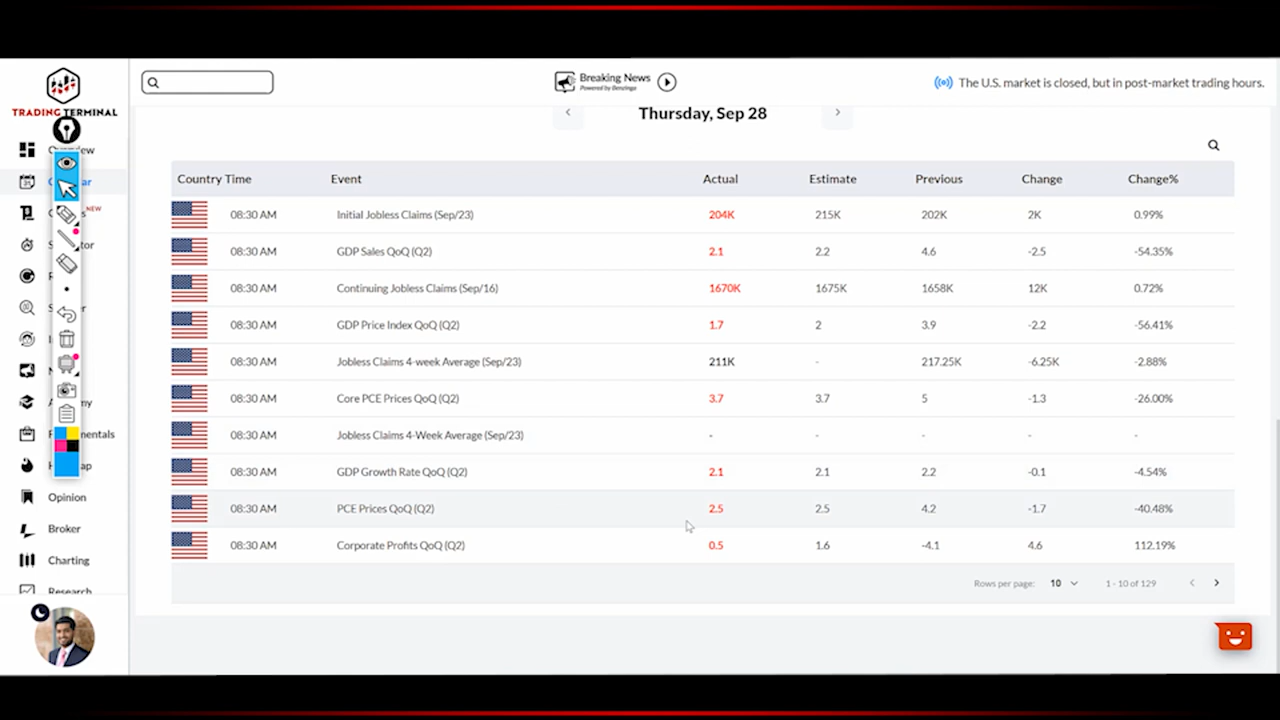 Breaking News
Powered by Benzinga
The U.S. market is closed, but in post-market trading hours.
TRADING TERMINAL
Thursday, Sep 28
NEW
Opinion
Broker
Charting
Research
Country Time Event Actual Estimate Previous Change Change%
08:30 AM Initial Jobless Claims (Sep/23) 204K 215K 202K 2K 0.99%
08:30 AM GDP Sales QoQ (Q2) 2.1 2.2 4.6 -2.5 -54.35%
08:30 AM Continuing Jobless Claims (Sep/16) 1670K 1675K 1658K 12K 0.72%
08:30 AM GDP Price Index QoQ (Q2) 1.7 2 3.9 -2.2 -56.41%
08:30 AM Jobless Claims 4-week Average (Sep/23) 211K - 217.25K -6.25K -2.88%
08:30 AM Core PCE Prices QoQ (Q2) 3.7 3.7 5 -1.3 -26.00%
08:30 AM Jobless Claims 4-Week Average (Sep/23) - - - - -
08:30 AM GDP Growth Rate QoQ (Q2) 2.1 2.1 2.2 -0.1 -4.54%
08:30 AM PCE Prices QoQ (Q2) 2.5 2.5 4.2 -1.7 -40.48%
08:30 AM Corporate Profits QoQ (Q2) 0.5 1.6 -4.1 4.6 112.19%
Rows per page: 10 1 - 10 of 129